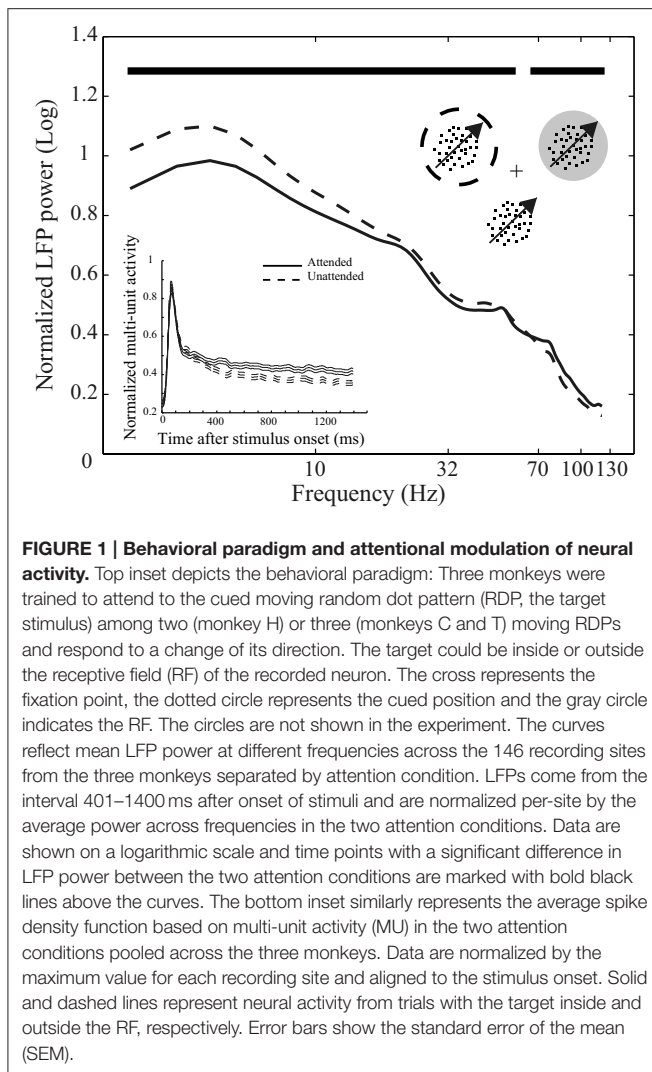 1.4
1.2
1
0.8
0.6
0.4
0.2
0
Normalized LFP power (Log)
+
Attended
Unattended
1
0.8
0.6
0.4
0.2
Normalized multi-unit activity
0 400 800 1200
Time after stimulus onset (ms)
10 32 70 100 130
Frequency (Hz)
FIGURE 1 | Behavioral paradigm and attentional modulation of neural
activity. Top inset depicts the behavioral paradigm: Three monkeys were
trained to attend to the cued moving random dot pattern (RDP, the target
stimulus) among two (monkey H) or three (monkeys C and T) moving RDPs
and respond to a change of its direction. The target could be inside or outside
the receptive field (RF) of the recorded neuron. The cross represents the
fixation point, the dotted circle represents the cued position and the gray circle
indicates the RF. The circles are not shown in the experiment. The curves
reflect mean LFP power at different frequencies across the 146 recording sites
from the three monkeys separated by attention condition. LFPs come from the
interval 401–1400 ms after onset of stimuli and are normalized per-site by the
average power across frequencies in the two attention conditions. Data are
shown on a logarithmic scale and time points with a significant difference in
LFP power between the two attention conditions are marked with bold black
lines above the curves. The bottom inset similarly represents the average spike
density function based on multi-unit activity (MU) in the two attention
conditions pooled across the three monkeys. Data are normalized by the
maximum value for each recording site and aligned to the stimulus onset. Solid
and dashed lines represent neural activity from trials with the target inside and
outside the RF, respectively. Error bars show the standard error of the mean
(SEM).